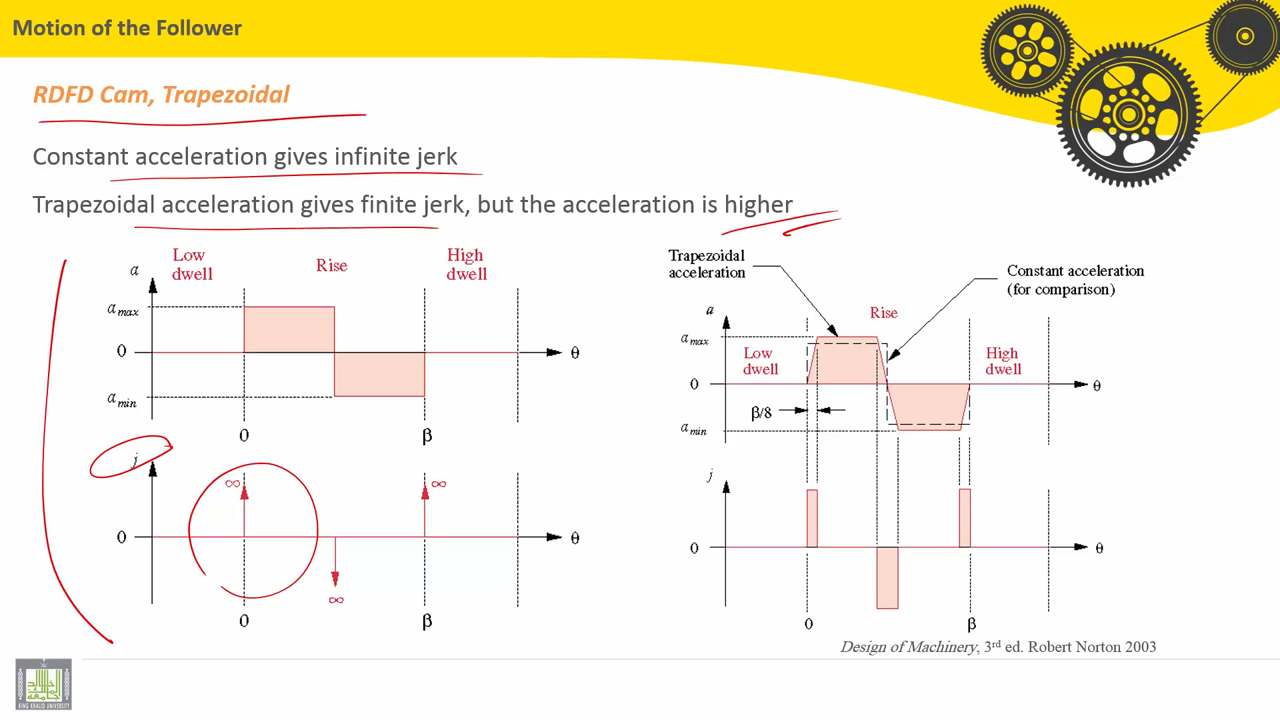 Motion of the Follower
RDFD Cam, Trapezoidal
Constant acceleration gives infinite jerk
Trapezoidal acceleration gives finite jerk, but the acceleration is higher
Low
dwell
Rise
High
dwell
a
a max
0
a min
θ
0
β
j
∞
∞
0
θ
∞
0
β
Trapezoidal
acceleration
Constant acceleration
(for comparison)
a
Rise
a max
Low
dwell
High
dwell
0
θ
β/8
a min
j
0
θ
0
β
Design of Machinery, 3rd ed. Robert Norton 2003
KING KHALID UNIVERSITY